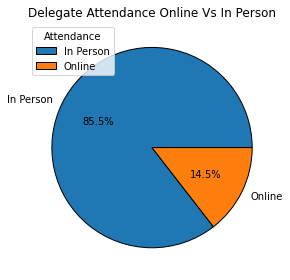 Delegate Attendance Online Vs In Person
Attendance
In Person
Online
In Person
85.5%
14.5%
Online